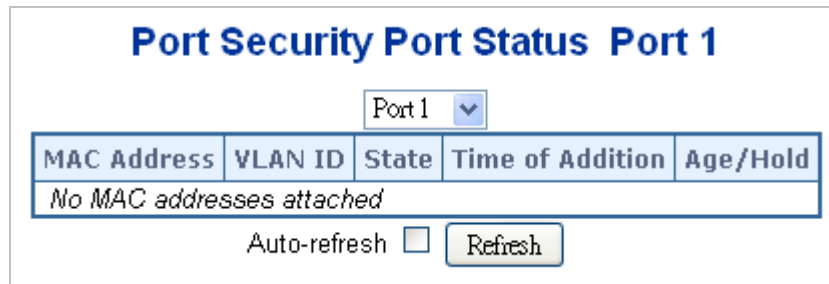 Port Security Port Status Port 1
Port 1
MAC Address VLAN ID State Time of Addition Age/Hold
No MAC addresses attached
Auto-refresh Refresh